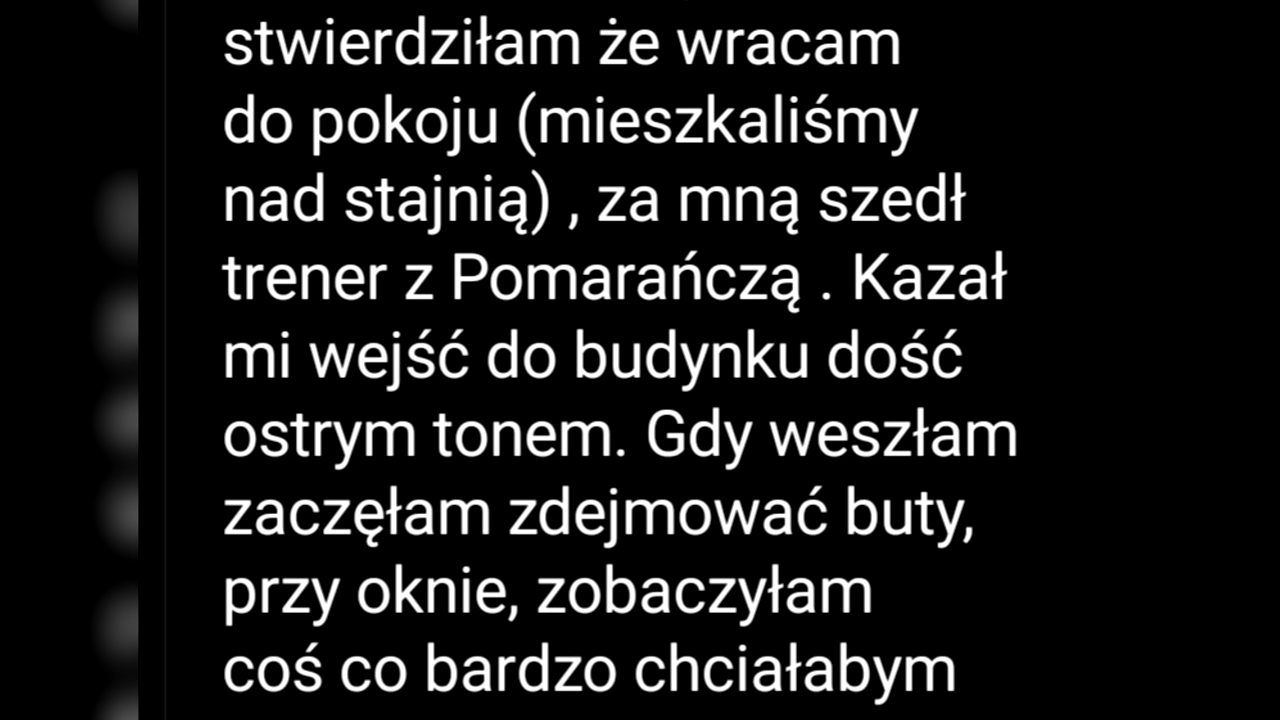 stwierdziłam że wracam
do pokoju (mieszkaliśmy
nad stajnią) , za mną szedł
trener z Pomarańczą . Kazał
mi wejść do budynku dość
ostrym tonem. Gdy weszłam
zaczęłam zdejmować buty,
przy oknie, zobaczyłam
coś co bardzo chciałabym